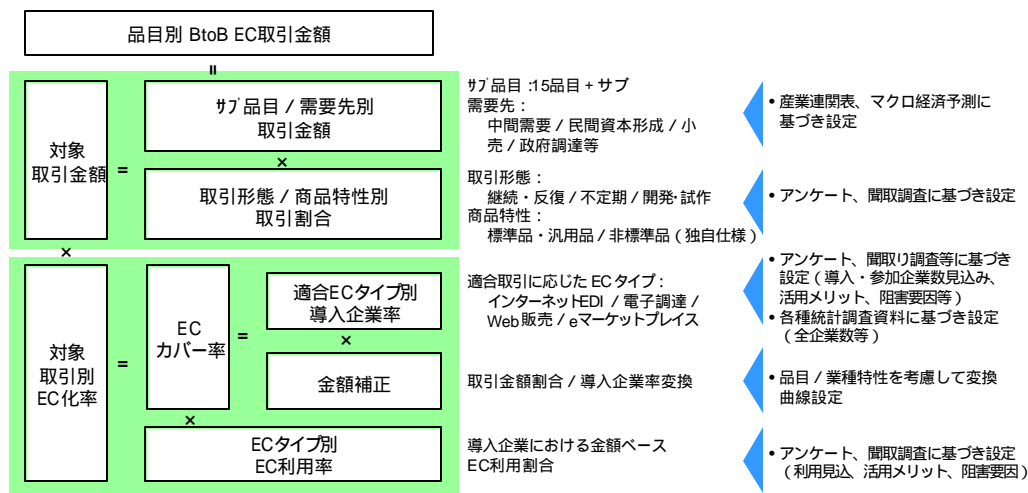 品目別 BtoB EC取引金額
=
対象
取引金額
=
サブ品目 / 需要先別
取引金額
×
取引形態 / 商品特性別
取引割合
サブ品目:15品目 + サブ
需要先:
中間需要 / 民間資本形成 / 小
売 / 政府調達等
取引形態:
継続・反復 / 不定期 / 開発・試作
商品特性:
標準品・汎用品 / 非標準品(独自仕様)
• 産業連関表、マクロ経済予測に
基づき設定
• アンケート、聞取調査に基づき設定
×
対象
取引別
EC化率
=
EC
カバー率
=
適合ECタイプ別
導入企業率
×
金額補正
×
ECタイプ別
EC利用率
適合取引に応じた ECタイプ:
インターネットEDI / 電子調達 /
Web販売 / eマーケットプレイス
取引金額割合 / 導入企業率変換
導入企業における金額ベース
EC利用割合
• アンケート、聞取り調査等に基づき
設定(導入・参加企業数見込み、
活用メリット、阻害要因等)
• 各種統計調査資料に基づき設定
(全企業数等)
• 品目 / 業種特性を考慮して変換
曲線設定
• アンケート、聞取調査に基づき設定
(利用見込、活用メリット、阻害要因)